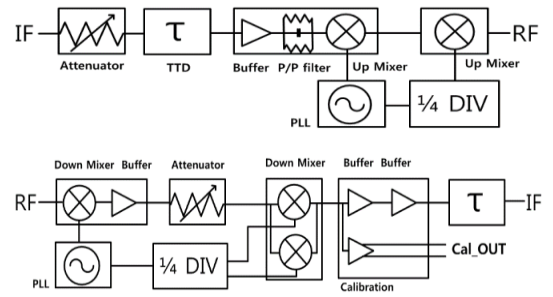 IF
τ
RF
Attenuator
TTD
Buffer
P/P filter
Up Mixer
Up Mixer
PLL
¼ DIV
Down Mixer
Buffer
Attenuator
Down Mixer
Buffer
Buffer
RF
τ
IF
PLL
¼ DIV
Cal_OUT
Calibration